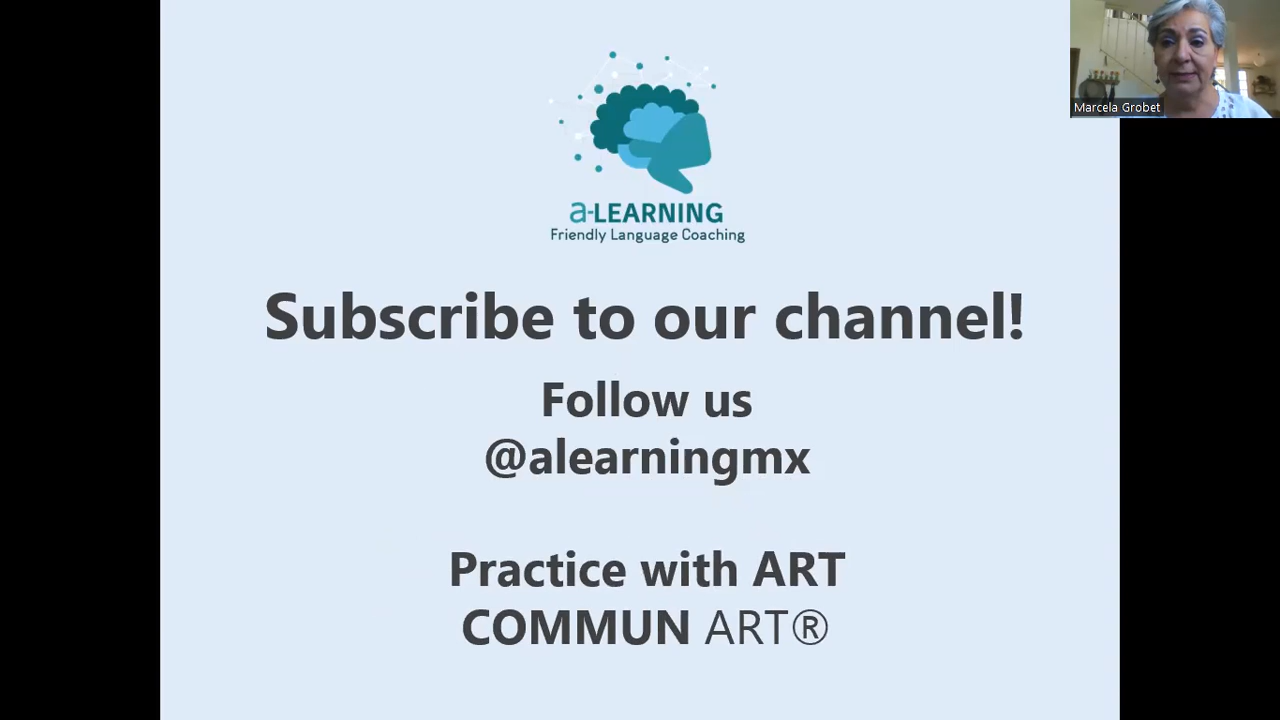 Marcela Grobet
a-LEARNING
Friendly Language Coaching
Subscribe to our channel!
Follow us
@alearningmx
Practice with ART
COMMUN ART®